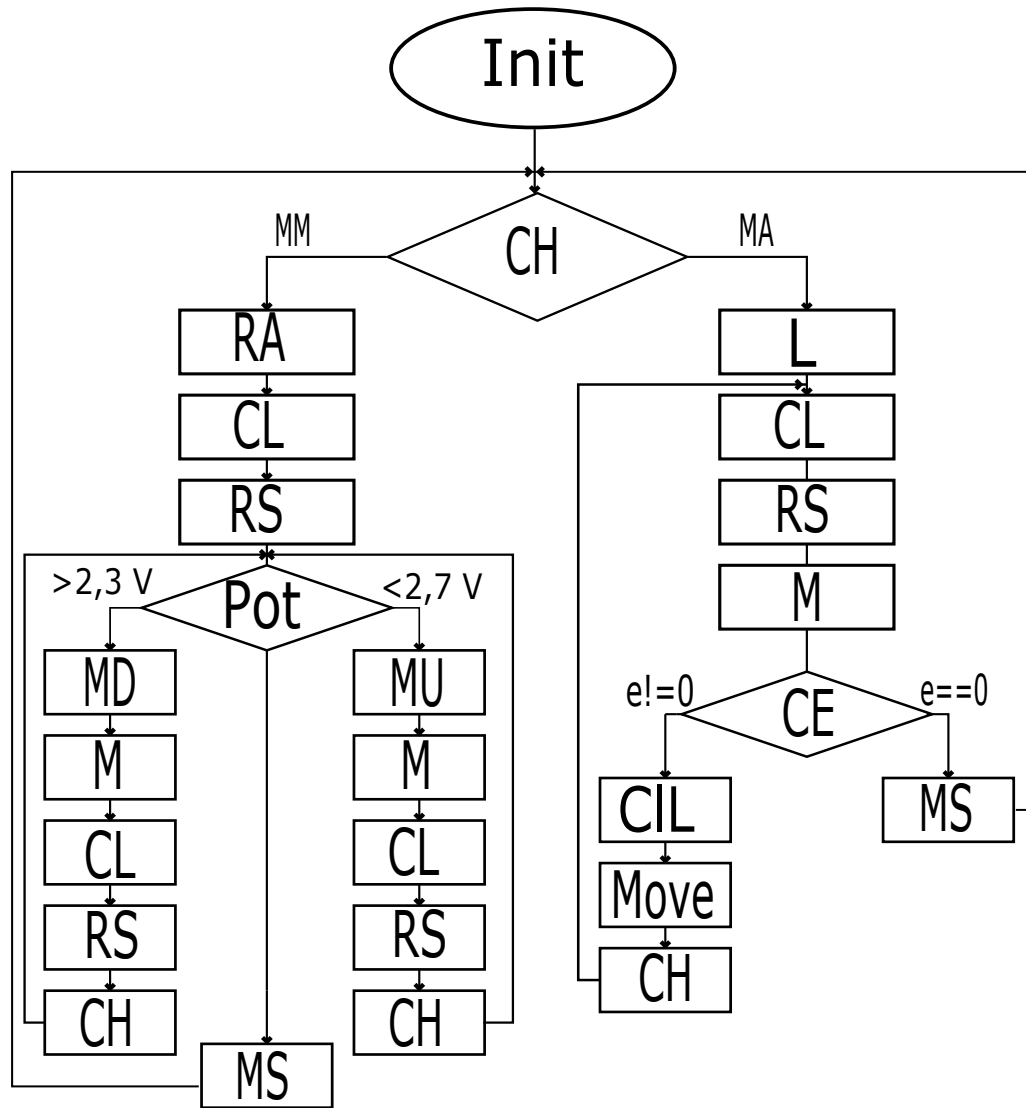 Init
MM
CH
MA
RA
CL
RS
>2,3 V
Pot
<2,7 V
MD
M
CL
RS
CH
MU
M
CL
RS
CH
MS
L
CL
RS
M
e!=0
CE
e==0
CIL
Move
CH
MS